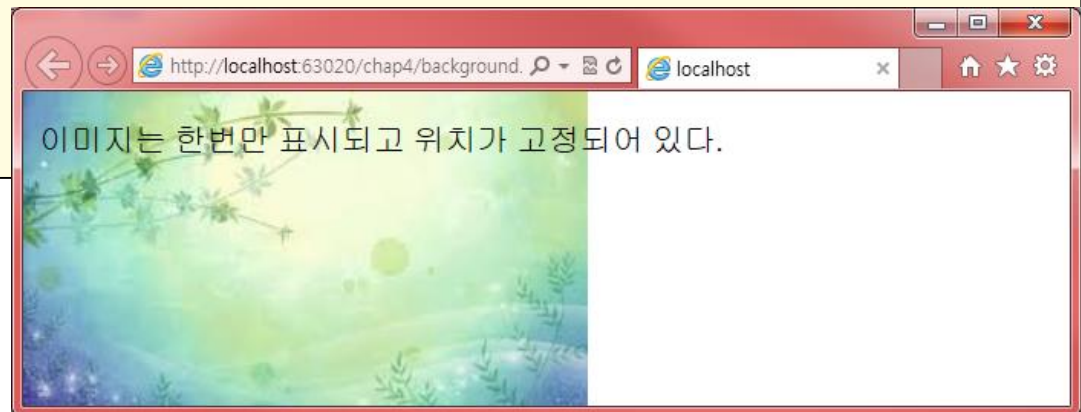 http://localhost:63020/chap4/background.
localhost
이미지는 한번만 표시되고 위치가 고정되어 있다.